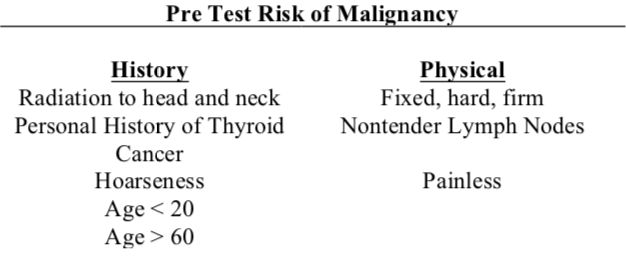 Pre Test Risk of Malignancy
History Physical
Radiation to head and neck Fixed, hard, firm
Personal History of Thyroid Nontender Lymph Nodes
Cancer
Hoarseness Painless
Age < 20
Age > 60